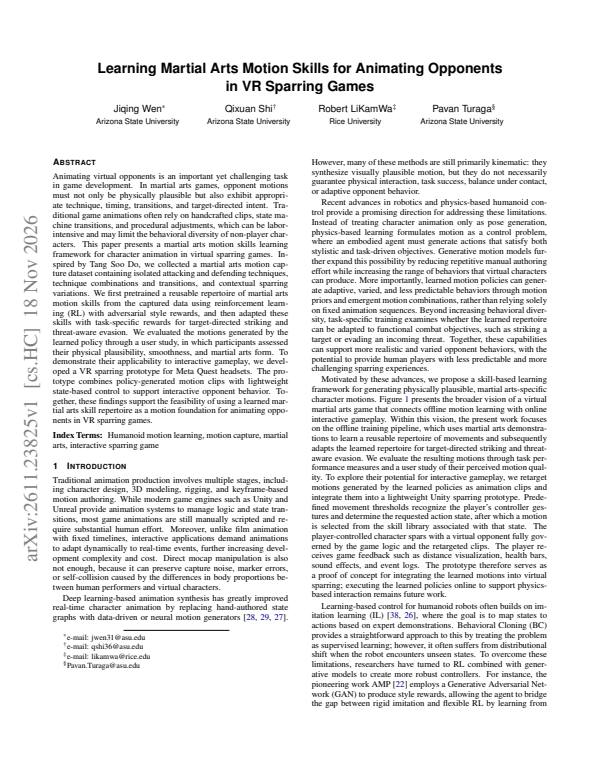 Learning Martial Arts Motion Skills for Animating Opponents
in VR Sparring Games
Jiqing Wen*
Arizona State University
Qixuan Shi†
Arizona State University
Robert LiKamWa‡
Rice University
Pavan Turaga§
Arizona State University
arXiv:2611.23825v1 [cs.HC] 18 Nov 2026
ABSTRACT
Animating virtual opponents is an important yet challenging task
in game development. In martial arts games, opponent motions
must not only be physically plausible but also exhibit appropri-
ate technique, timing, transitions, and target-directed intent. Tra-
ditional game animations often rely on handcrafted clips, state ma-
chine transitions, and procedural adjustments, which can be labor-
intensive and may limit the behavioral diversity of non-player char-
acters. This paper presents a martial arts motion skills learning
framework for character animation in virtual sparring games. In-
spired by Tang Soo Do, we collected a martial arts motion cap-
ture dataset containing isolated attacking and defending techniques,
technique combinations and transitions, and contextual sparring
variations. We first pretrained a reusable repertoire of martial arts
motion skills from the captured data using reinforcement learn-
ing (RL) with adversarial style rewards, and then adapted these
skills with task-specific rewards for target-directed striking and
threat-aware evasion. We evaluated the motions generated by the
learned policy through a user study, in which participants assessed
their physical plausibility, smoothness, and martial arts form. To
demonstrate their applicability to interactive gameplay, we devel-
oped a VR sparring prototype for Meta Quest headsets. The pro-
totype combines policy-generated motion clips with lightweight
state-based control to support interactive opponent behavior. To-
gether, these findings support the feasibility of using a learned mar-
tial art skill repertoire as a motion foundation for animating oppo-
nents in VR sparring games.
Index Terms: Humanoid motion learning, motion capture, martial
arts, interactive sparring game
1 INTRODUCTION
Traditional animation production involves multiple stages, includ-
ing character design, 3D modeling, rigging, and keyframe-based
motion authoring. While modern game engines such as Unity and
Unreal provide animation systems to manage logic and state tran-
sitions, most game animations are still manually scripted and re-
quire substantial human effort. Moreover, unlike film animation
with fixed timelines, interactive applications demand animations
to adapt dynamically to real-time events, further increasing devel-
opment complexity and cost. Direct mocap manipulation is also
not enough, because it can preserve capture noise, marker errors,
or self-collision caused by the differences in body proportions be-
tween human performers and virtual characters.
Deep learning-based animation synthesis has greatly improved
real-time character animation by replacing hand-authored state
graphs with data-driven or neural motion generators [28, 29, 27].
*e-mail: jwen31@asu.edu
†e-mail: qshi36@asu.edu
‡e-mail: likamwa@rice.edu
§Pavan.Turaga@asu.edu
However, many of these methods are still primarily kinematic: they
synthesize visually plausible motion, but they do not necessarily
guarantee physical interaction, task success, balance under contact,
or adaptive opponent behavior.
Recent advances in robotics and physics-based humanoid con-
trol provide a promising direction for addressing these limitations.
Instead of treating character animation only as pose generation,
physics-based learning formulates motion as a control problem,
where an embodied agent must generate actions that satisfy both
stylistic and task-driven objectives. Generative motion models fur-
ther expand this possibility by reducing repetitive manual authoring
effort while increasing the range of behaviors that virtual characters
can produce. More importantly, learned motion policies can gener-
ate adaptive, varied, and less predictable behaviors through motion
priors and emergent motion combinations, rather than relying solely
on fixed animation sequences. Beyond increasing behavioral diver-
sity, task-specific training examines whether the learned repertoire
can be adapted to functional combat objectives, such as striking a
target or evading an incoming threat. Together, these capabilities
can support more realistic and varied opponent behaviors, with the
potential to provide human players with less predictable and more
challenging sparring experiences.
Motivated by these advances, we propose a skill-based learning
framework for generating physically plausible, martial arts-specific
character motions. Figure 1 presents the broader vision of a virtual
martial arts game that connects offline motion learning with online
interactive gameplay. Within this vision, the present work focuses
on the offline training pipeline, which uses martial arts demonstra-
tions to learn a reusable repertoire of movements and subsequently
adapts the learned repertoire for target-directed striking and threat-
aware evasion. We evaluate the resulting motions through task per-
formance measures and a user study of their perceived motion qual-
ity. To explore their potential for interactive gameplay, we retarget
motions generated by the learned policies as animation clips and
integrate them into a lightweight Unity sparring prototype. Prede-
fined movement thresholds recognize the player's controller ges-
tures and determine the requested action state, after which a motion
is selected from the skill library associated with that state. The
player-controlled character spars with a virtual opponent fully gov-
erned by the game logic and the retargeted clips. The player re-
ceives game feedback such as distance visualization, health bars,
sound effects, and event logs. The prototype therefore serves as
a proof of concept for integrating the learned motions into virtual
sparring; executing the learned policies online to support physics-
based interaction remains future work.
Learning-based control for humanoid robots often builds on im-
itation learning (IL) [38, 26], where the goal is to map states to
actions based on expert demonstrations. Behavioral Cloning (BC)
provides a straightforward approach to this by treating the problem
as supervised learning; however, it often suffers from distributional
shift when the robot encounters unseen states. To overcome these
limitations, researchers have turned to RL combined with gener-
ative models to create more robust controllers. For instance, the
pioneering work AMP [22] employs a Generative Adversarial Net-
work (GAN) to produce style rewards, allowing the agent to bridge
the gap between rigid imitation and flexible RL by learning from